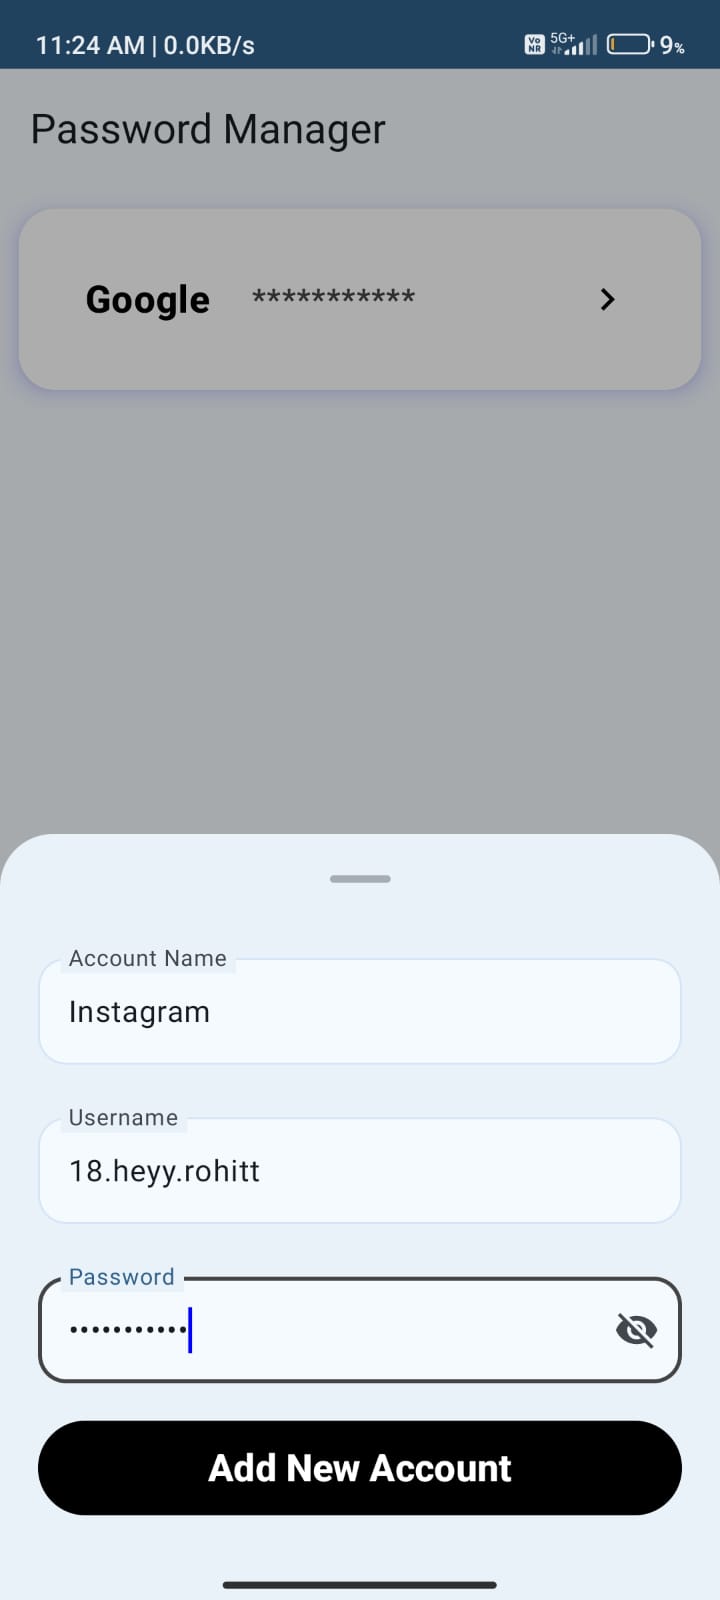 11:24 AM | 0.0KB/s Vo NR 5G+ 9%
Password Manager
Google ***********
Account Name
Instagram
Username
18.heyy.rohitt
Password
•••••••••••
Add New Account